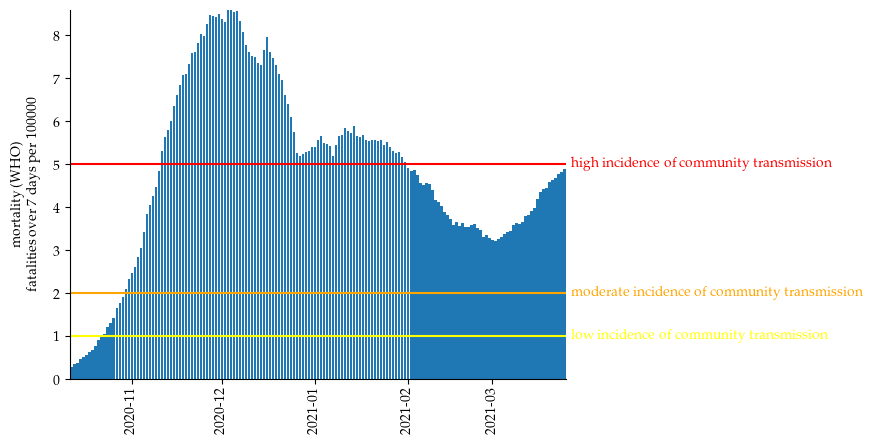 mortality (WHO)
fatalities over 7 days per 100000
8
7
6
5
4
3
2
1
0
high incidence of community transmission
moderate incidence of community transmission
low incidence of community transmission
2020-11
2020-12
2021-01
2021-02
2021-03